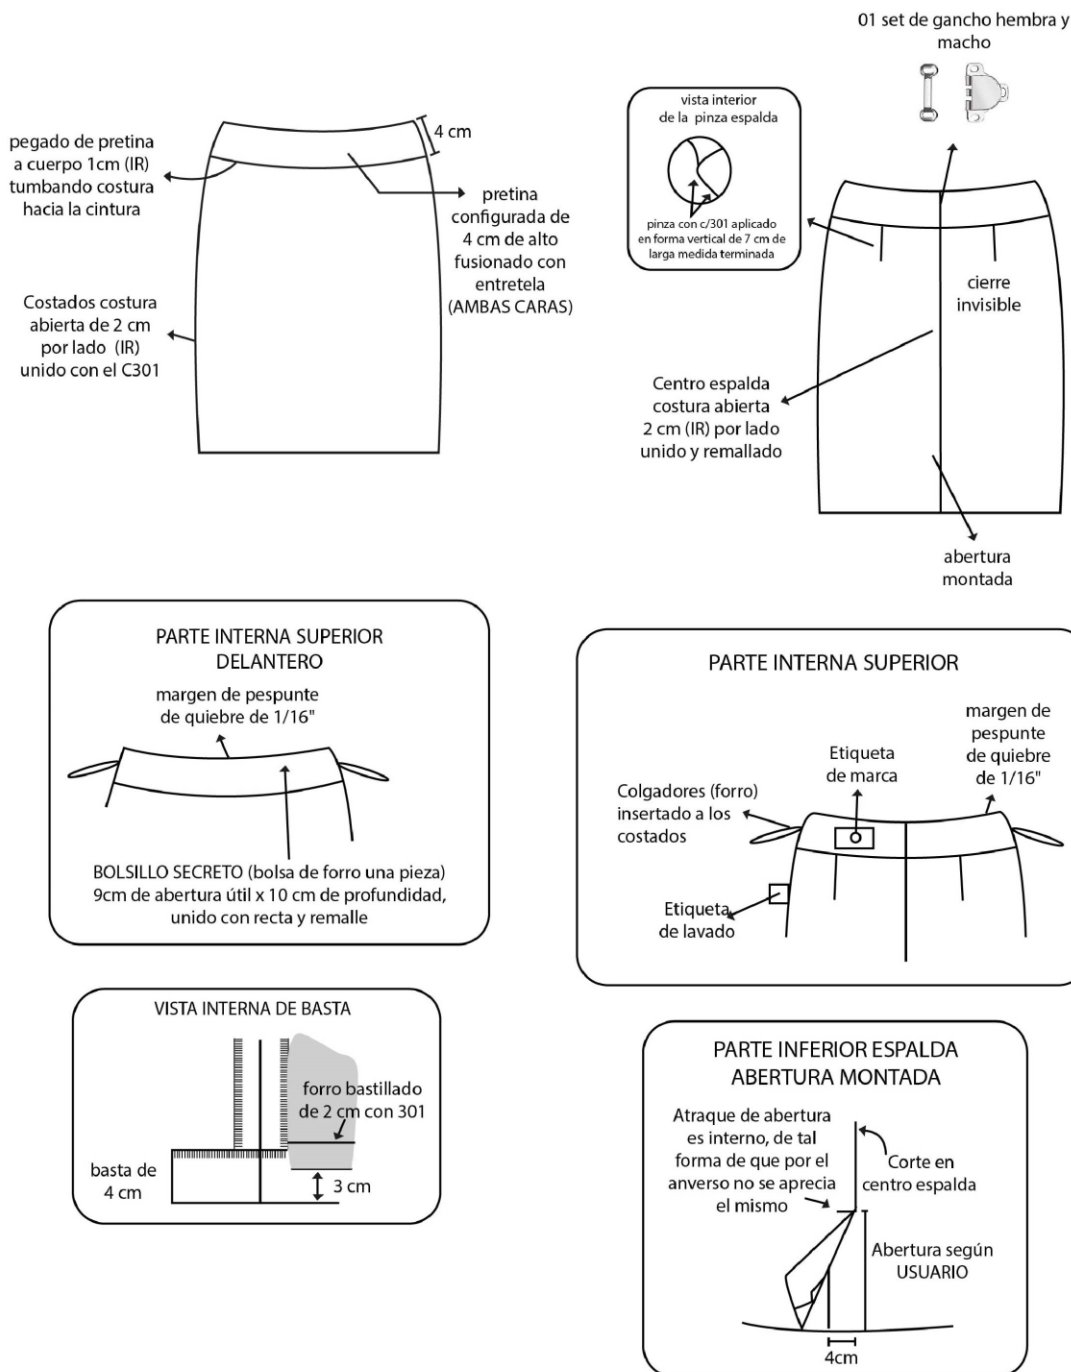 pegado de pretina
a cuerpo 1cm (IR)
tumbando costura
hacia la cintura
4 cm
pretina
configurada de
4 cm de alto
fusionado con
entretela
(AMBAS CARAS)
Costados costura
abierta de 2 cm
por lado (IR)
unido con el C301
01 set de gancho hembra y
macho
vista interior
de la pinza espalda
pinza con c/301 aplicado
en forma vertical de 7 cm de
larga medida terminada
cierre
invisible
Centro espalda
costura abierta
2 cm (IR) por lado
unido y remallado
abertura
montada
PARTE INTERNA SUPERIOR
DELANTERO
margen de pespunte
de quiebre de 1/16"
BOLSILLO SECRETO (bolsa de forro una pieza)
9cm de abertura útil x 10 cm de profundidad,
unido con recta y remalle
PARTE INTERNA SUPERIOR
margen de
pespunte
de quiebre
de 1/16"
Etiqueta
de marca
Colgadores (forro)
insertado a los
costados
Etiqueta
de lavado
VISTA INTERNA DE BASTA
forro bastillado
de 2 cm con 301
basta de
4 cm
3 cm
PARTE INFERIOR ESPALDA
ABERTURA MONTADA
Atraque de abertura
es interno, de tal
forma de que por el
anverso no se aprecia
el mismo
Corte en
centro espalda
Abertura según
USUARIO
4cm